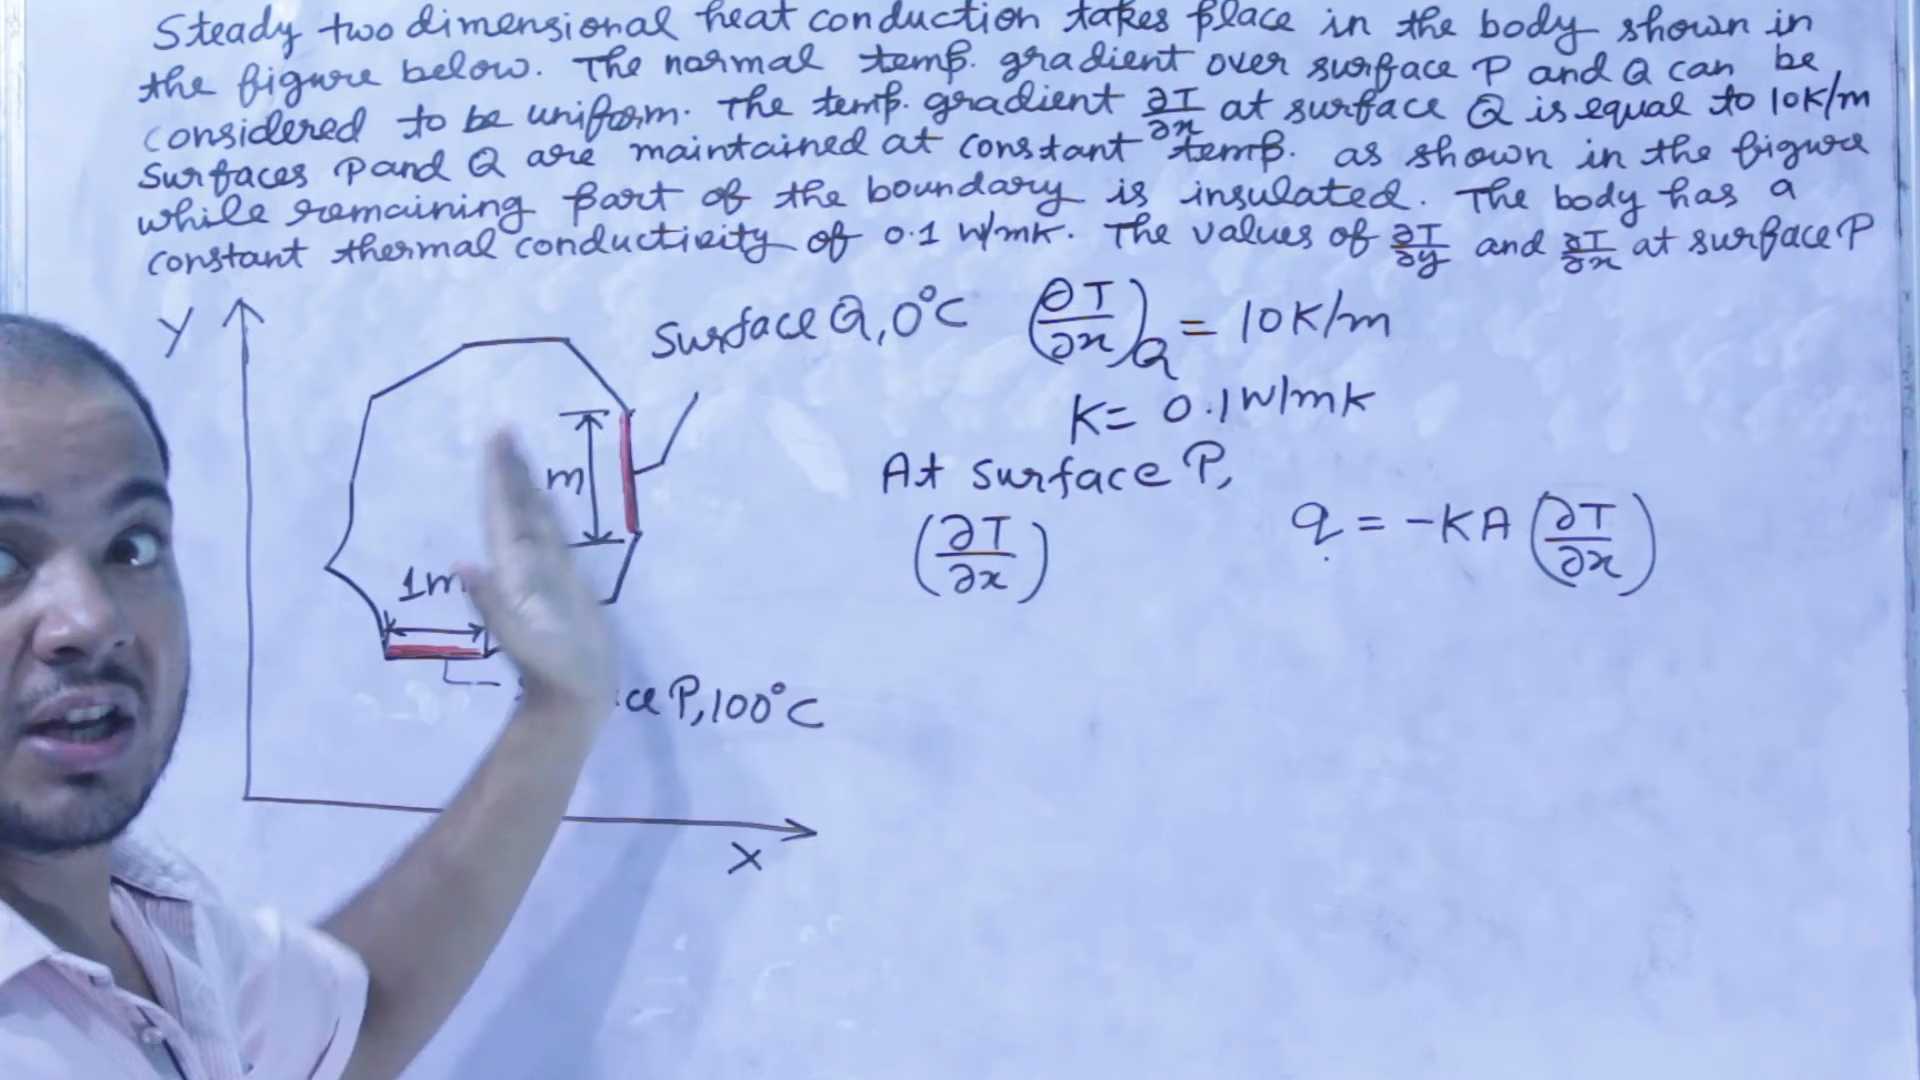 Steady two dimensional heat conduction takes place in the body shown in
the figure below. The normal temp. gradient over surface P and Q can be
considered to be uniform. The temp. gradient ∂T/∂x at surface Q is equal to 10K/m
Surfaces P and Q are maintained at constant temp. as shown in the figure
while remaining part of the boundary is insulated. The body has a
constant thermal conductivity of 0.1 W/mK. The values of ∂T/∂y and ∂T/∂x at surface P
Y
Surface Q, 0°C
(∂T/∂x)Q = 10K/m
K = 0.1 W/mK
m
At surface P,
(∂T/∂x)
q = -KA (∂T/∂x)
1m
P, 100°C
X